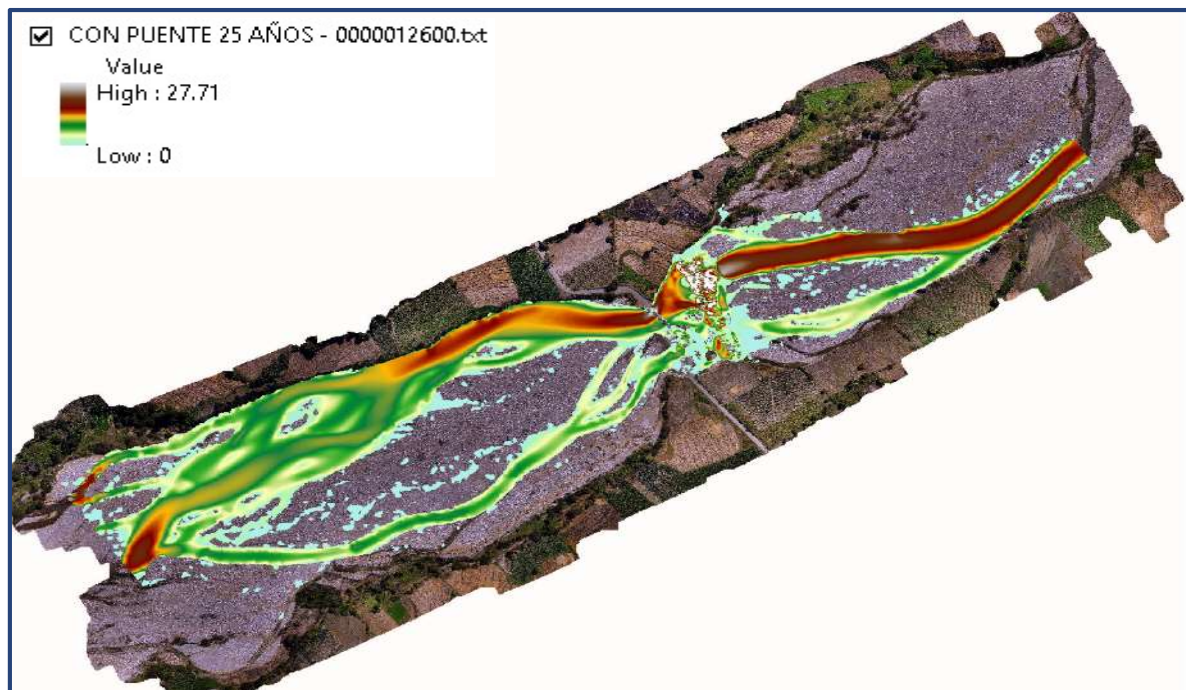 CON PUENTE 25 AÑOS - 0000012600.txt
Value
High : 27.71
Low : 0